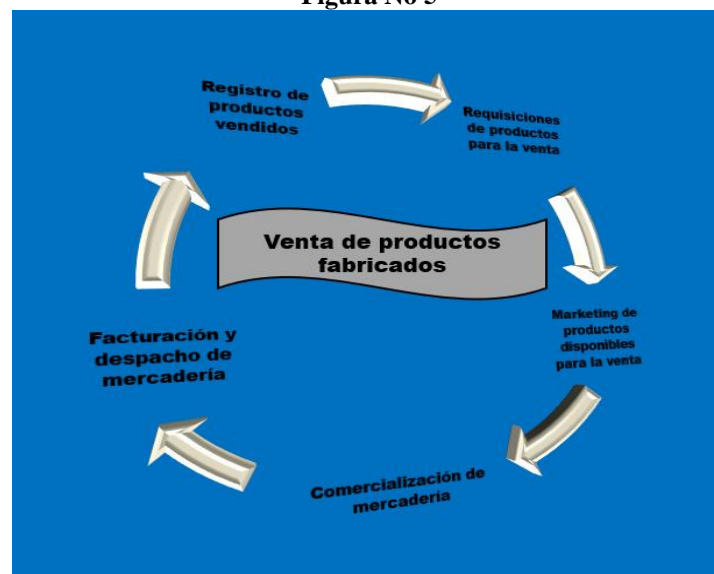 Figura No 5
Registro de
productos
vendidos
Requisiciones
de productos
para la venta
Venta de productos
fabricados
Marketing de
productos
disponibles
para la venta
Comercialización de
mercadería
Facturación y
despacho de
mercadería